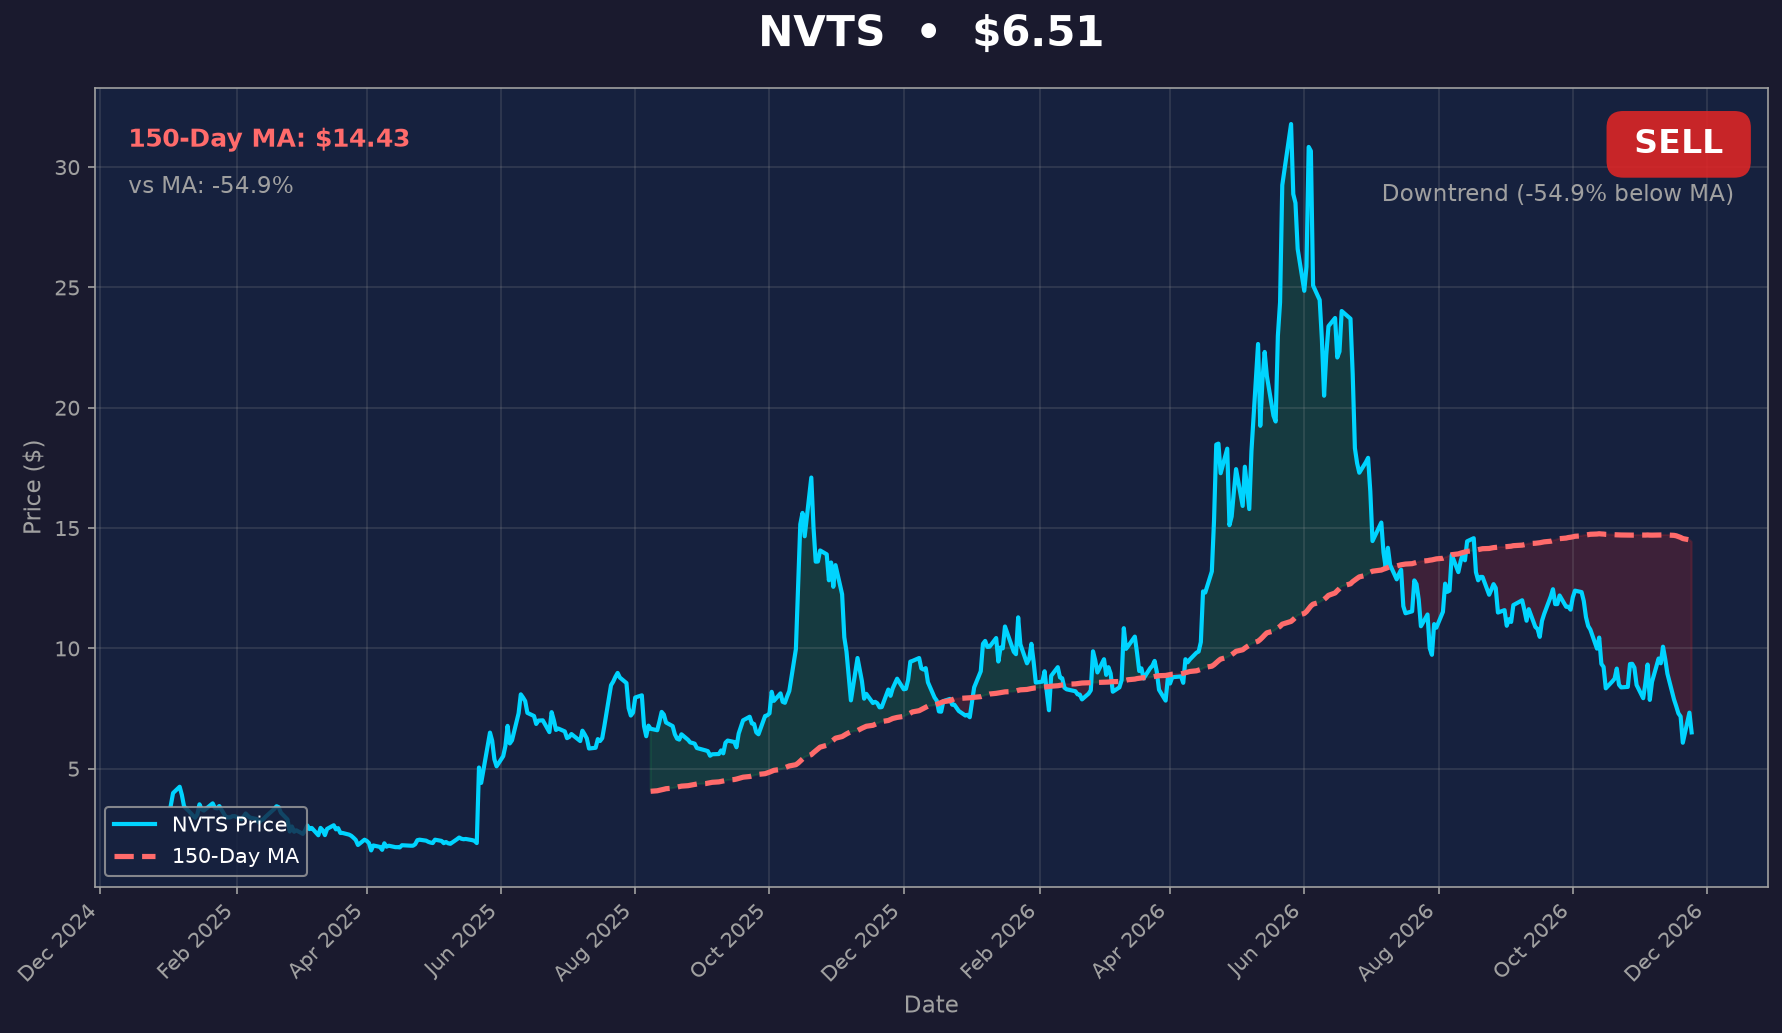 NVTS • $6.51
150-Day MA: $14.43
vs MA: -54.9%
SELL
Downtrend (-54.9% below MA)
Price ($)
30
25
20
15
10
5
NVTS Price
150-Day MA
Dec 2024
Feb 2025
Apr 2025
Jun 2025
Aug 2025
Oct 2025
Dec 2025
Feb 2026
Apr 2026
Jun 2026
Aug 2026
Oct 2026
Dec 2026
Date